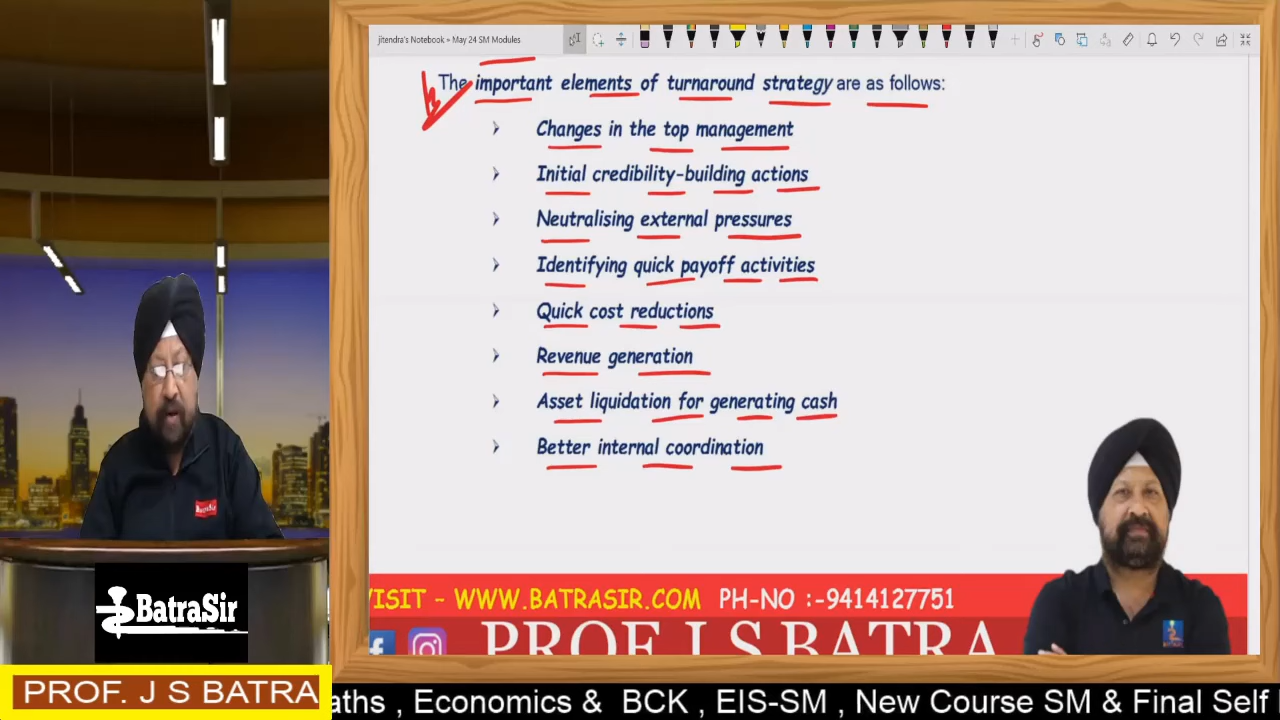 jitendra's Notebook » May 24 SM Modules
The important elements of turnaround strategy are as follows:
Changes in the top management
Initial credibility-building actions
Neutralising external pressures
Identifying quick payoff activities
Quick cost reductions
Revenue generation
Asset liquidation for generating cash
Better internal coordination
BatraSir
BatraSir
VISIT - WWW.BATRASIR.COM PH-NO :-9414127751
PROF J S BATRA
PROF. J S BATRA
aths , Economics & BCK , EIS-SM , New Course SM & Final Self